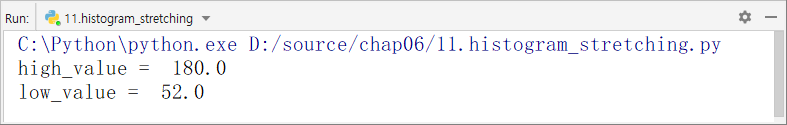 Run: 11.histogram_stretching
C:\Python\python.exe D:/source/chap06/11.histogram_stretching.py
high_value =  180.0
low_value =  52.0